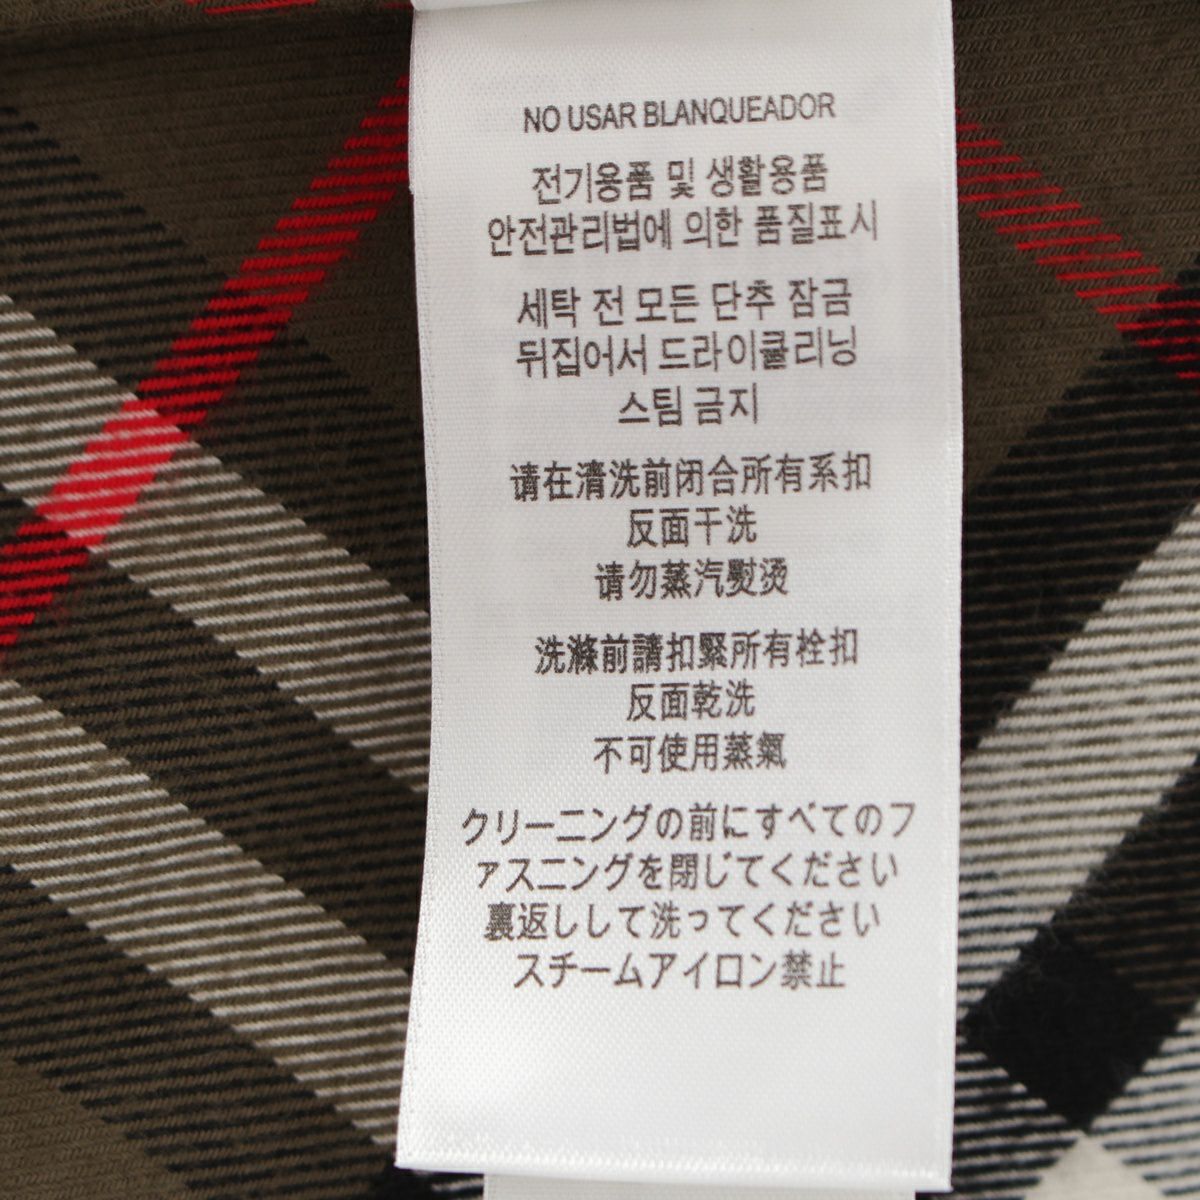 NO USAR BLANQUEADOR
전기용품 및 생활용품
안전관리법에 의한 품질표시
세탁 전 모든 단추 잠금
뒤집어서 드라이클리닝
스팀 금지
请在清洗前闭合所有系扣
反面干洗
请勿蒸汽熨烫
洗滌前請扣緊所有栓扣
反面乾洗
不可使用蒸氣
クリーニングの前にすべてのフ
ァスニングを閉じてください
裏返しして洗ってください
スチームアイロン禁止